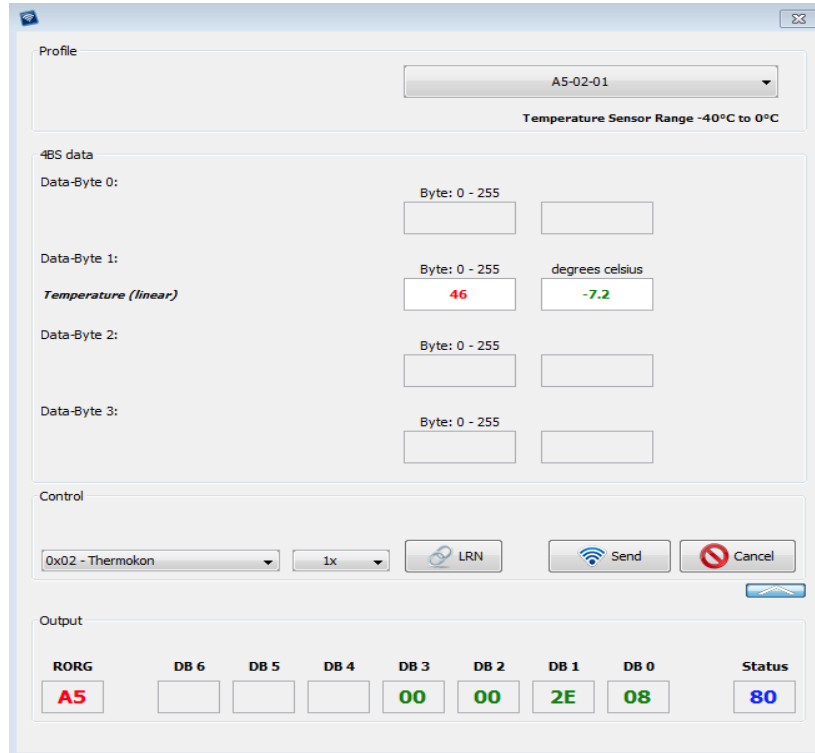 Profile
A5-02-01
Temperature Sensor Range -40°C to 0°C
4BS data
Data-Byte 0:
Byte: 0 - 255
Data-Byte 1:
Byte: 0 - 255 degrees celsius
Temperature (linear) 46 -7.2
Data-Byte 2:
Byte: 0 - 255
Data-Byte 3:
Byte: 0 - 255
Control
0x02 - Thermokon 1x LRN Send Cancel
Output
RORG DB 6 DB 5 DB 4 DB 3 DB 2 DB 1 DB 0 Status
A5 00 00 2E 08 80